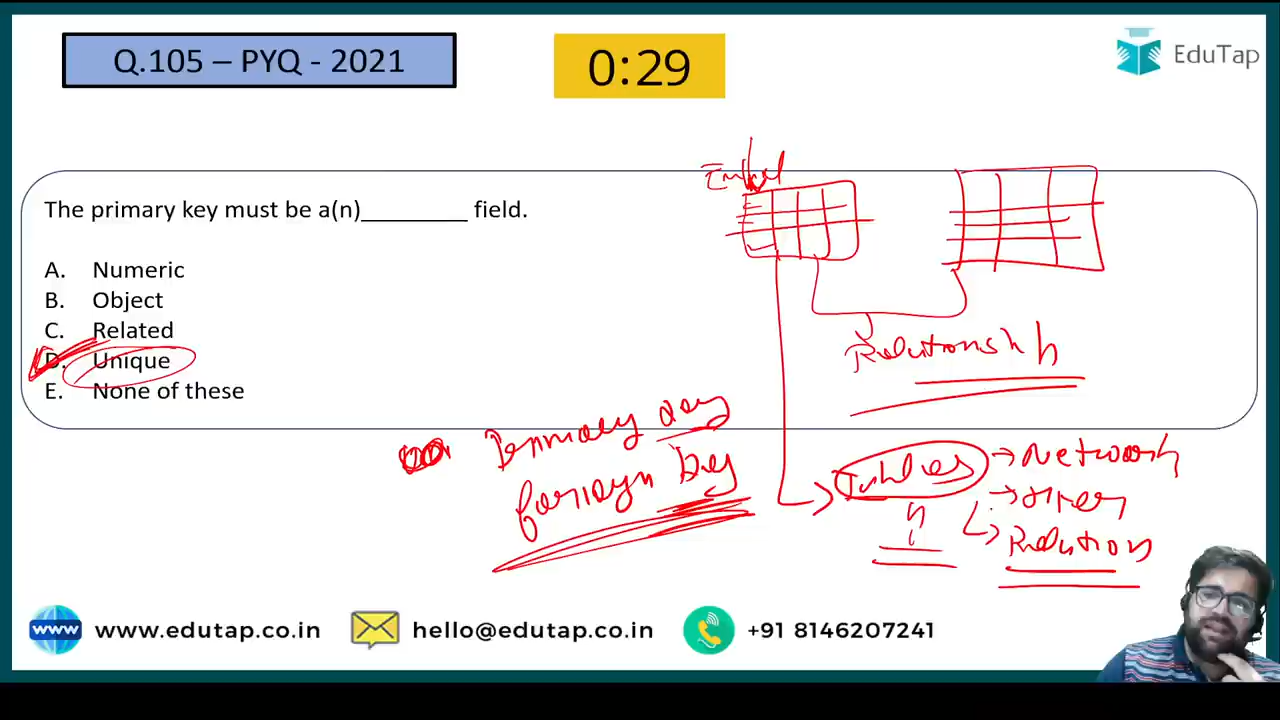 Q.105 – PYQ - 2021
0:29
EduTap
The primary key must be a(n)_________ field.
A. Numeric
B. Object
C. Related
D. Unique
E. None of these
Relationship
Primary key
foreign key
Tables
→ Network
→
→ Relation
www.edutap.co.in
hello@edutap.co.in
+91 8146207241
www